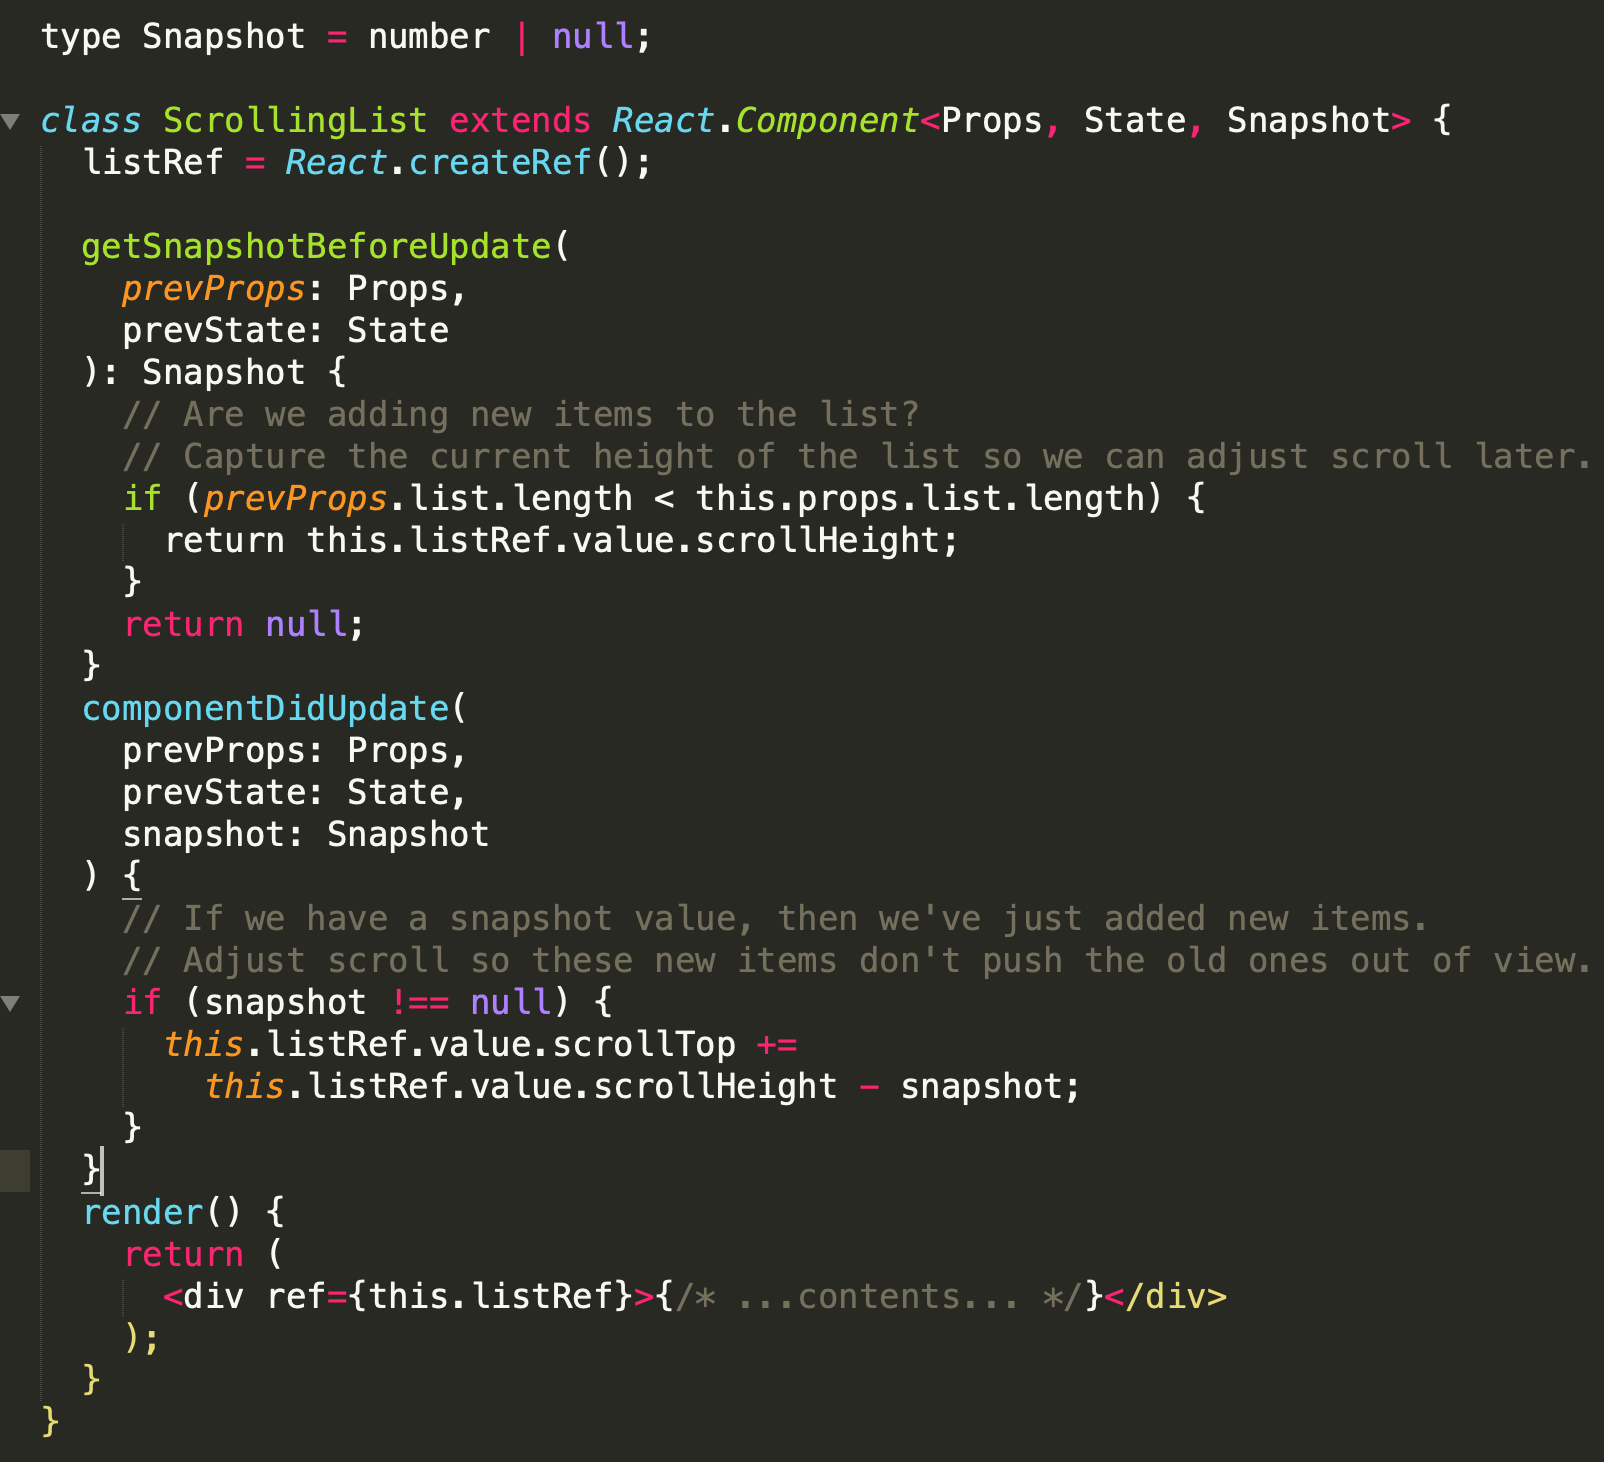 type Snapshot = number | null;

class ScrollingList extends React.Component<Props, State, Snapshot> {
  listRef = React.createRef();

  getSnapshotBeforeUpdate(
    prevProps: Props,
    prevState: State
  ): Snapshot {
    // Are we adding new items to the list?
    // Capture the current height of the list so we can adjust scroll later.
    if (prevProps.list.length < this.props.list.length) {
      return this.listRef.value.scrollHeight;
    }
    return null;
  }
  componentDidUpdate(
    prevProps: Props,
    prevState: State,
    snapshot: Snapshot
  ) {
    // If we have a snapshot value, then we've just added new items.
    // Adjust scroll so these new items don't push the old ones out of view.
    if (snapshot !== null) {
      this.listRef.value.scrollTop +=
        this.listRef.value.scrollHeight - snapshot;
    }
  }
  render() {
    return (
      <div ref={this.listRef}>{/* ...contents... */}</div>
    );
  }
}